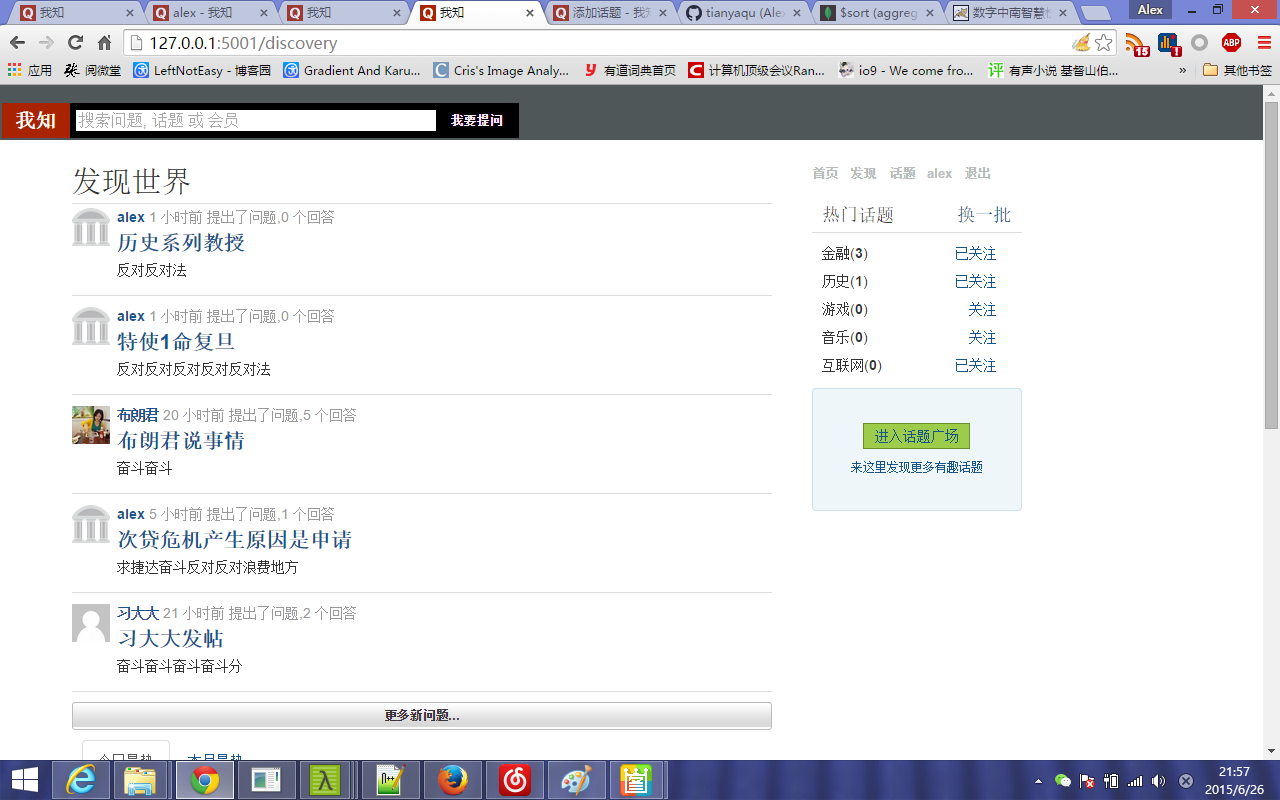 我知
alex - 我知
我知
我知
添加话题 - 我知
tianyaqu (Alex
$sort (aggreg
数字中南智慧
Alex
127.0.0.1:5001/discovery
15
1
ABP
应用
阅微堂
LeftNotEasy - 博客园
Gradient And Karu...
Cris's Image Analy...
有道词典首页
计算机顶级会议Ran...
io9 - We come fro...
有声小说 基督山伯...
»
其他书签
我知
搜索问题, 话题 或 会员
我要提问
发现世界
alex 1 小时前 提出了问题,0 个回答
历史系列教授
反对反对法
alex 1 小时前 提出了问题,0 个回答
特使1命复旦
反对反对反对反对反对法
布朗君 20 小时前 提出了问题,5 个回答
布朗君说事情
奋斗奋斗
alex 5 小时前 提出了问题,1 个回答
次贷危机产生原因是申请
求捷达奋斗反对反对浪费地方
习大大 21 小时前 提出了问题,2 个回答
习大大发帖
奋斗奋斗奋斗奋斗分
更多新问题...
今日最热 本月最热
首页 发现 话题 alex 退出
热门话题 换一批
金融(3) 已关注
历史(1) 已关注
游戏(0) 关注
音乐(0) 关注
互联网(0) 已关注
进入话题广场
来这里发现更多有趣话题
21:57
2015/6/26